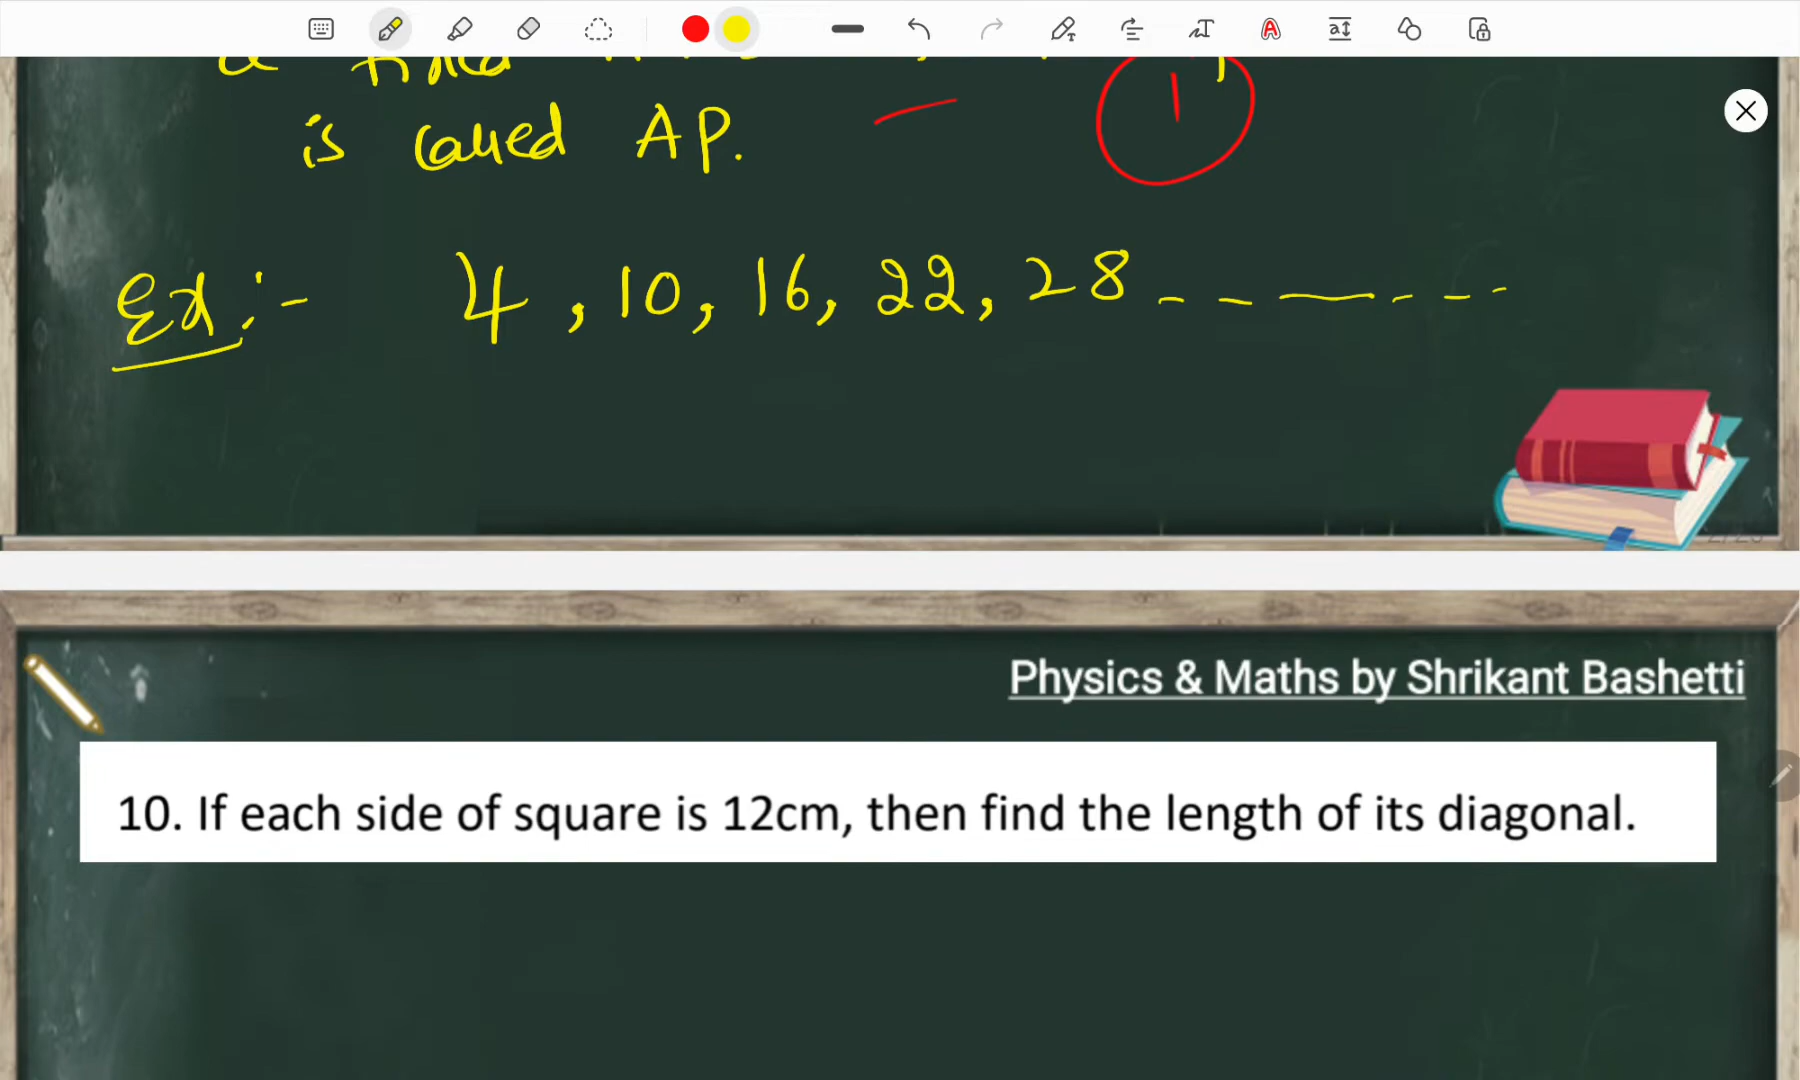 is called AP.
1
Ex:- 4, 10, 16, 22, 28 - - — - - -
Physics & Maths by Shrikant Bashetti
10. If each side of square is 12cm, then find the length of its diagonal.